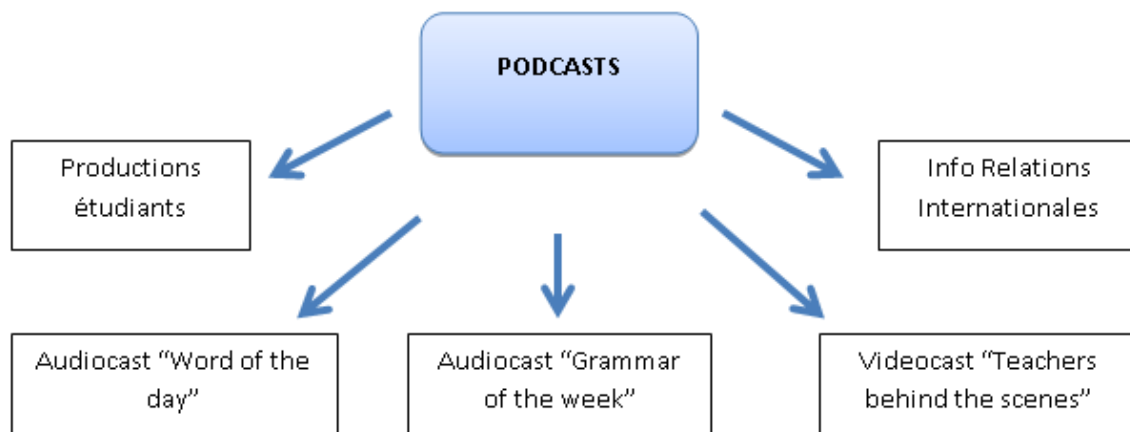 PODCASTS
Productions
étudiants
Info Relations
Internationales
Audiocast “Word of the
day”
Audiocast “Grammar
of the week”
Videocast “Teachers
behind the scenes”